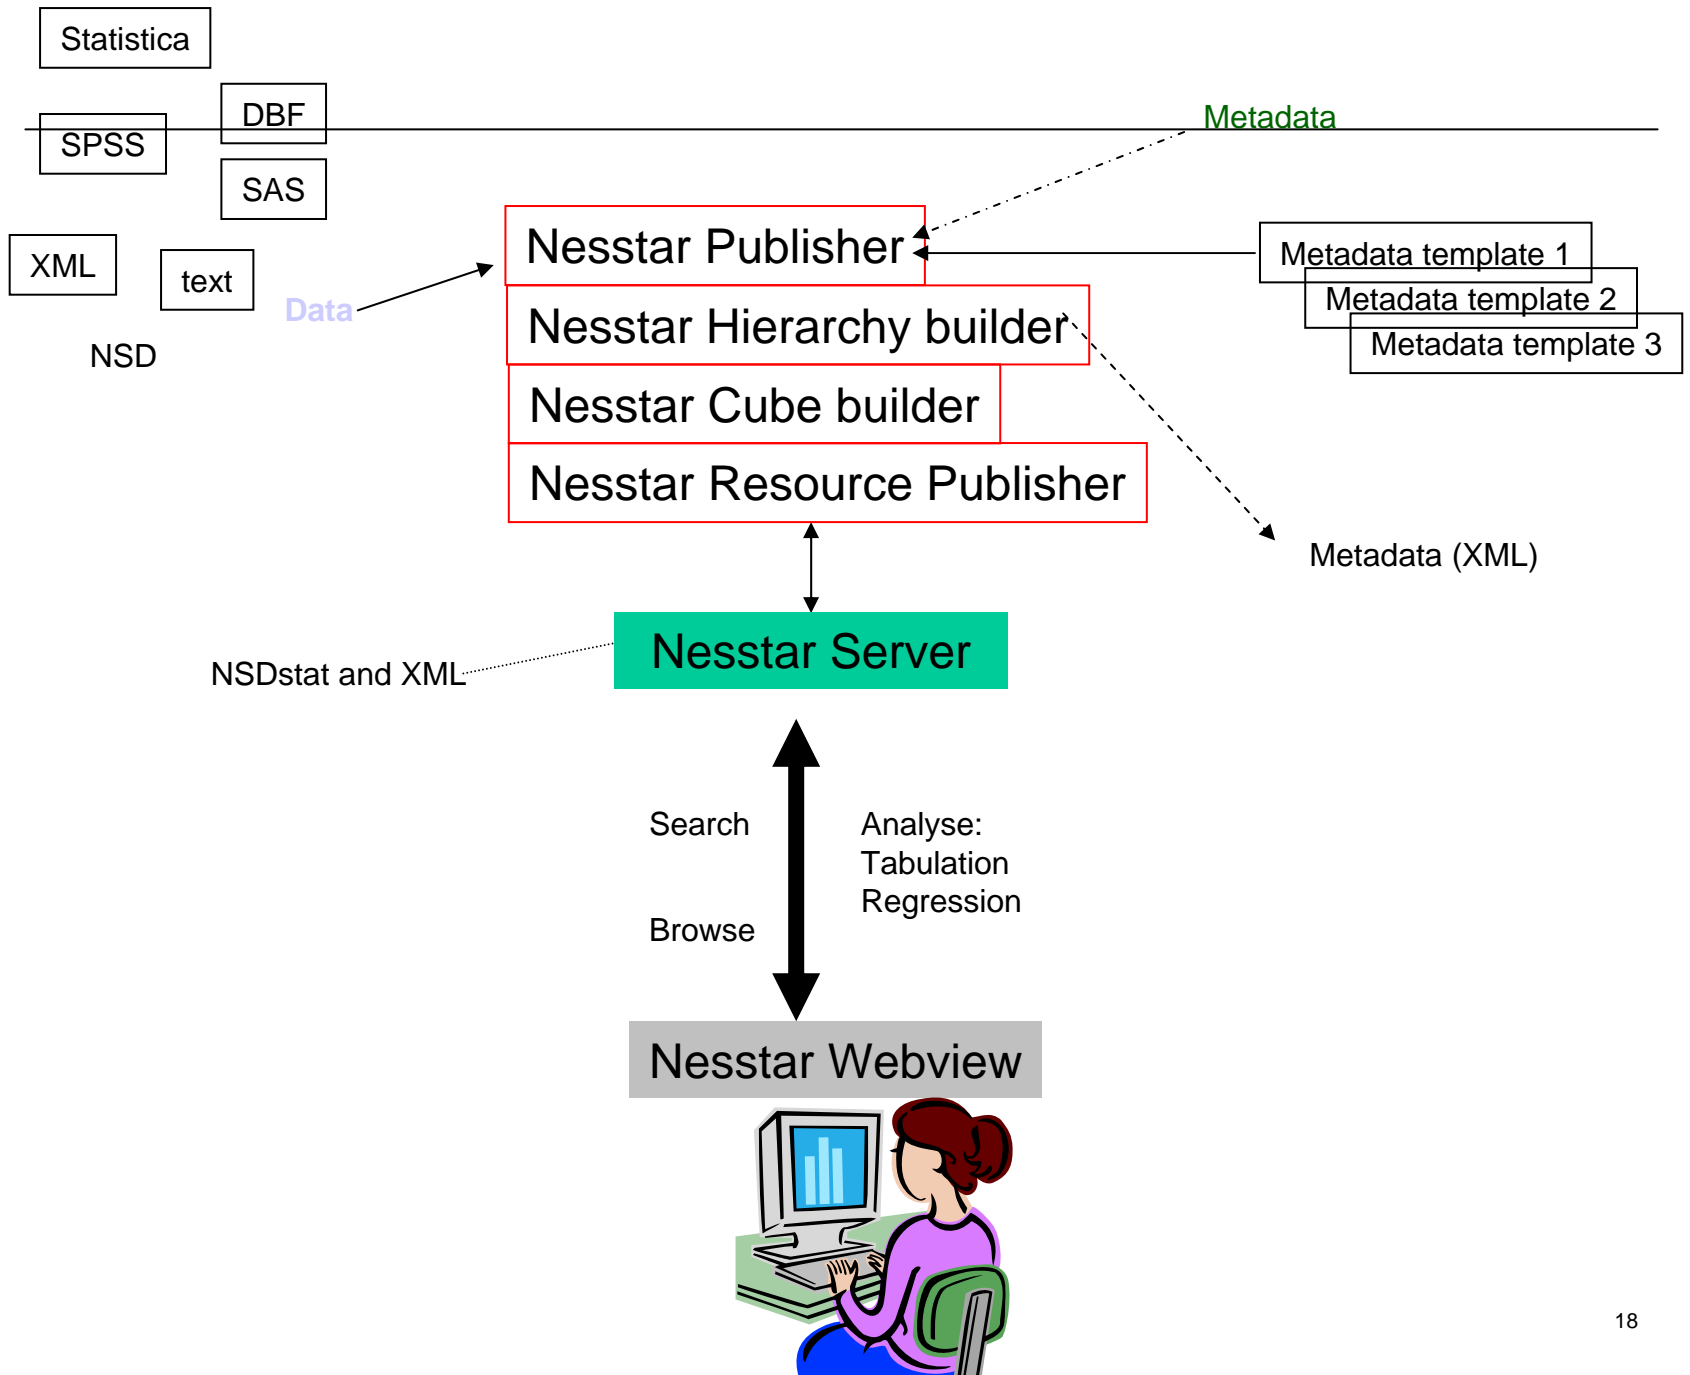 Statistica
DBF
Metadata
SPSS
SAS
Nesstar Publisher
Metadata template 1
XML
text
Metadata template 2
Data
Nesstar Hierarchy builder
Metadata template 3
NSD
Nesstar Cube builder
Nesstar Resource Publisher
Metadata (XML)
Nesstar Server
NSDstat and XML
Search
Analyse:
Tabulation
Regression
Browse
Nesstar Webview
18